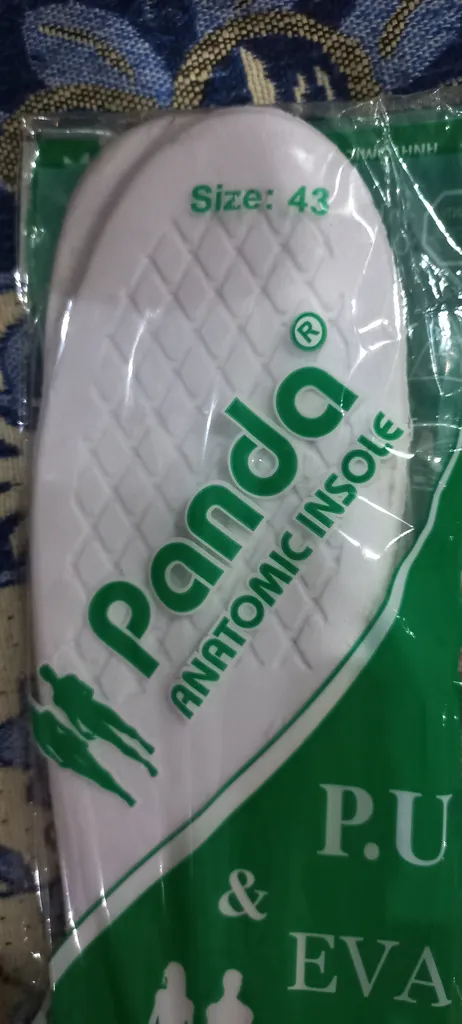 Size: 43
Panda®
ANATOMIC INSOLE
P.U
&
EVA